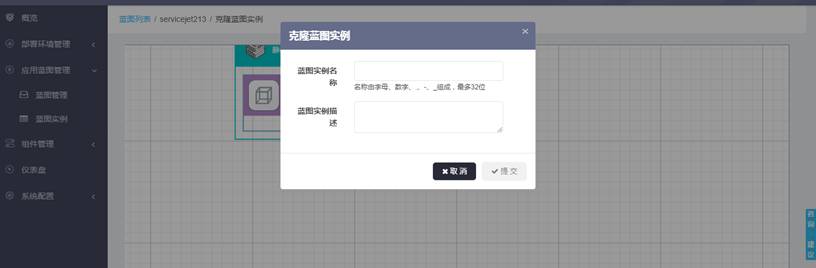 概览
部署环境管理
应用蓝图管理
蓝图管理
蓝图实例
组件管理
仪表盘
系统配置
蓝图列表 / servicejet213 / 克隆蓝图实例
克隆蓝图实例
×
蓝图实例名
称
名称由字母、数字、.、-、_组成，最多32位
蓝图实例描
述
取 消
提 交
咨
询
建
议